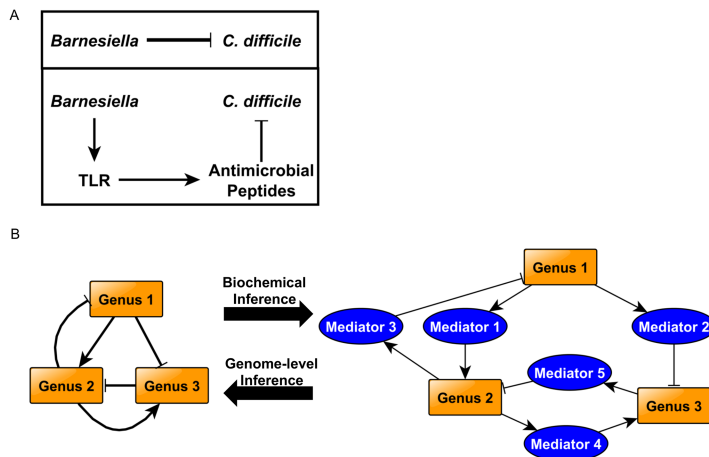 A
Barnesiella
C. difficile
Barnesiella
C. difficile
TLR
Antimicrobial
Peptides
B
Genus 1
Genus 2
Genus 3
Biochemical
Inference
Genome-level
Inference
Genus 1
Mediator 3
Mediator 1
Mediator 2
Mediator 5
Genus 2
Genus 3
Mediator 4